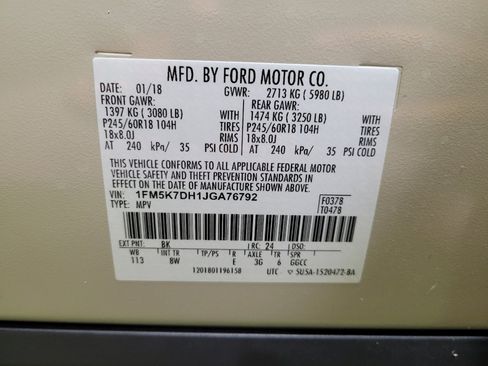 MFD. BY FORD MOTOR CO.
DATE: 01/18 GVWR: 2713 KG ( 5980 LB)
FRONT GAWR: REAR GAWR:
1397 KG ( 3080 LB) 1474 KG ( 3250 LB)
P245/60R18 104H TIRES P245/60R18 104H TIRES
18x8.0J RIMS 18x8.0J RIMS
AT 240 kPa/ 35 PSI COLD AT 240 kPa/ 35 PSI COLD
WITH WITH
THIS VEHICLE CONFORMS TO ALL APPLICABLE FEDERAL MOTOR
VEHICLE SAFETY AND THEFT PREVENTION STANDARDS IN
EFFECT ON THE DATE OF MANUFACTURE SHOWN ABOVE.
VIN: 1FM5K7DH1JGA76792 F0378
TYPE: MPV T0478
EXT PNT: BK RC: 24 DSO:
WB INT TR TP/PS R AXLE TR SPR
113 8W E 3G 6 GGCC
1201801196158 UTC SU5A-1520472-BA